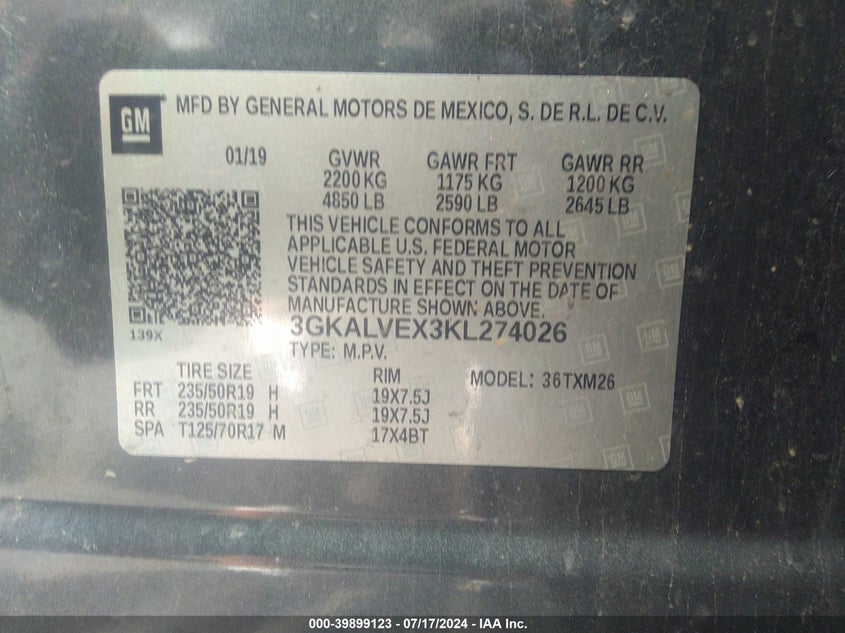 GM
MFD BY GENERAL MOTORS DE MEXICO, S. DE R.L. DE C.V.
01/19 GVWR GAWR FRT GAWR RR
2200 KG 1175 KG 1200 KG
4850 LB 2590 LB 2645 LB
THIS VEHICLE CONFORMS TO ALL
APPLICABLE U.S. FEDERAL MOTOR
VEHICLE SAFETY AND THEFT PREVENTION
STANDARDS IN EFFECT ON THE DATE OF
MANUFACTURE SHOWN ABOVE.
139X
3GKALVEX3KL274026
TYPE: M.P.V.
TIRE SIZE RIM MODEL: 36TXM26
FRT 235/50R19 H 19X7.5J
RR 235/50R19 H 19X7.5J
SPA T125/70R17 M 17X4BT
000-39899123 - 07/17/2024 - IAA Inc.